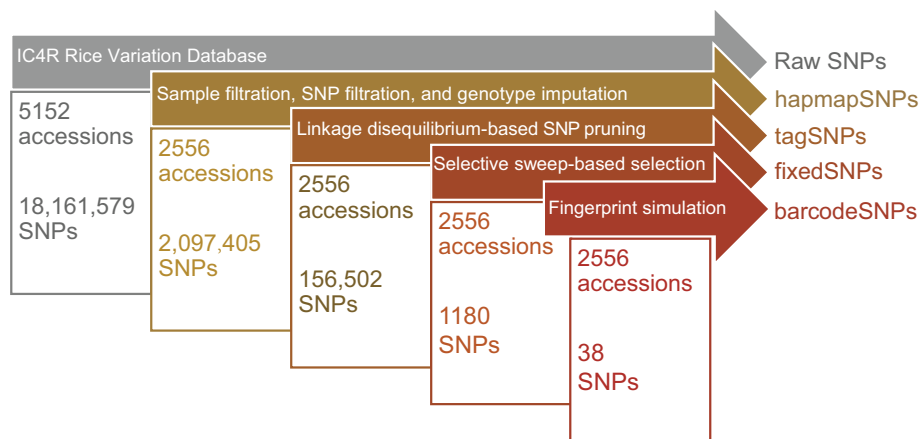 IC4R Rice Variation Database
Raw SNPs
Sample filtration, SNP filtration, and genotype imputation
hapmapSNPs
Linkage disequilibrium-based SNP pruning
tagSNPs
Selective sweep-based selection
fixedSNPs
Fingerprint simulation
barcodeSNPs
5152
accessions
18,161,579
SNPs
2556
accessions
2,097,405
SNPs
2556
accessions
156,502
SNPs
2556
accessions
1180
SNPs
2556
accessions
38
SNPs